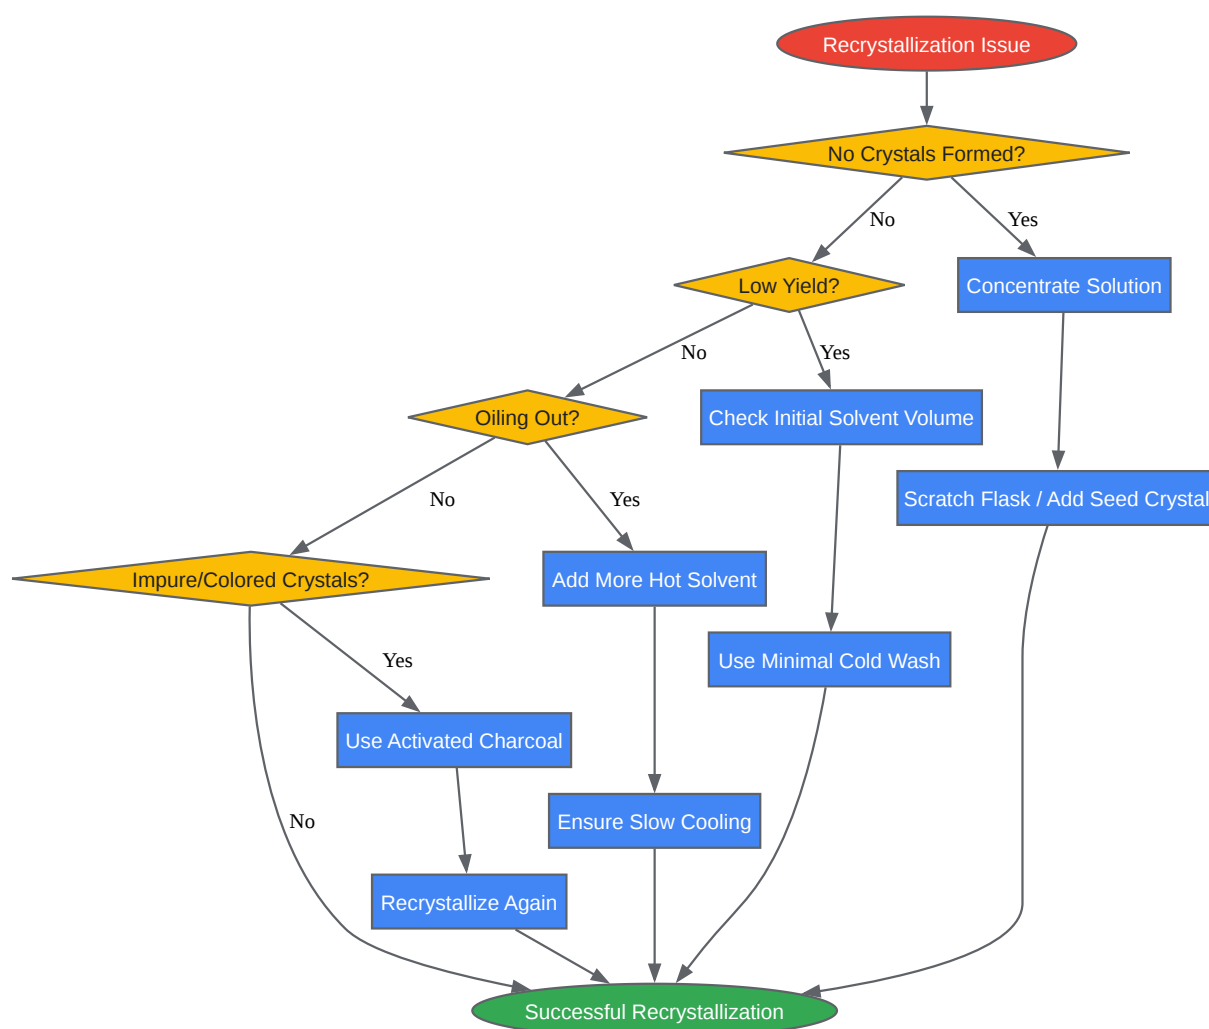 Recrystallization Issue
No Crystals Formed?
No
Yes
Low Yield?
Concentrate Solution
No
Yes
Oiling Out?
Check Initial Solvent Volume
No
Yes
Scratch Flask / Add Seed Crystal
Impure/Colored Crystals?
Add More Hot Solvent
Yes
Use Minimal Cold Wash
Use Activated Charcoal
No
Ensure Slow Cooling
Recrystallize Again
Successful Recrystallization